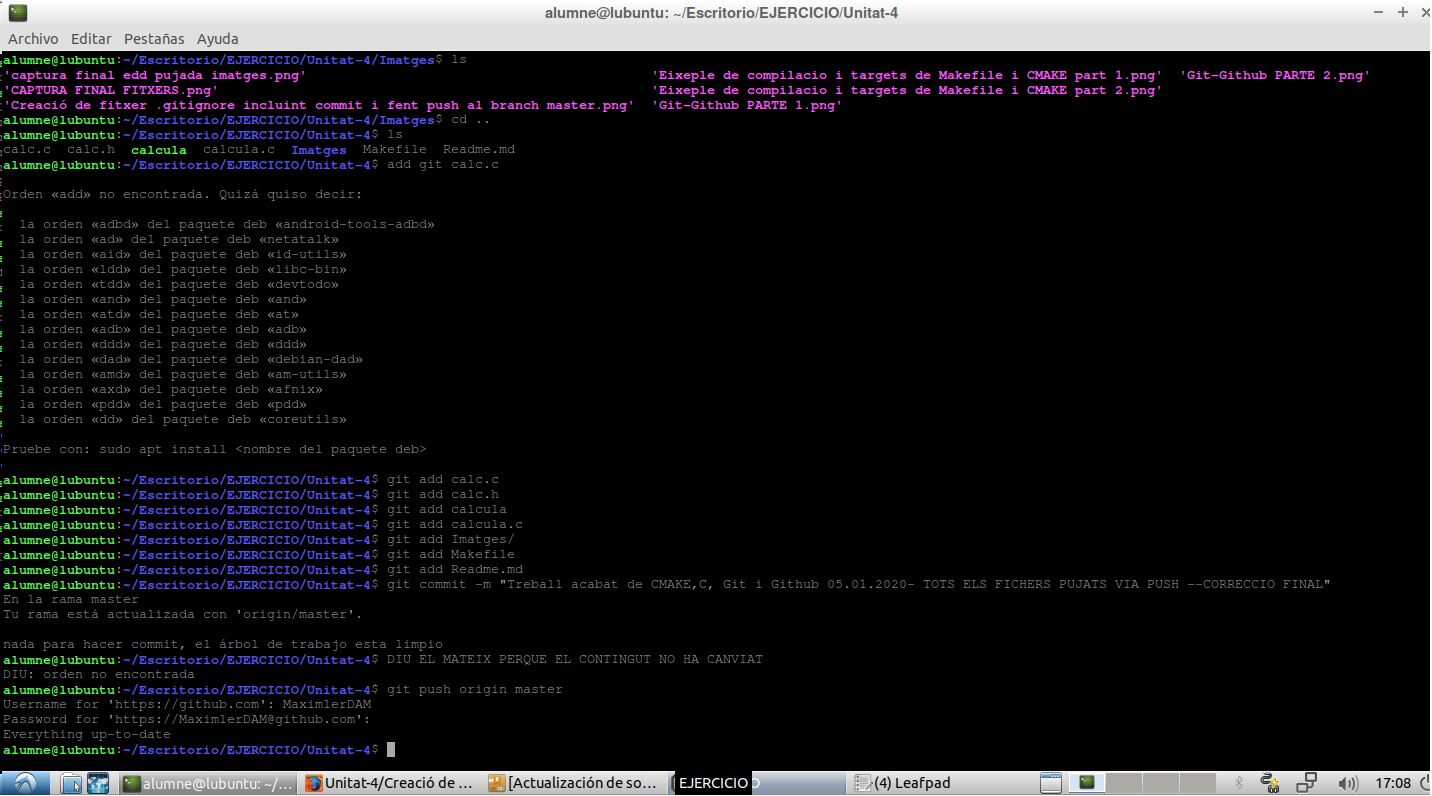 alumne@lubuntu: ~/Escritorio/EJERCICIO/Unitat-4
Archivo Editar Pestañas Ayuda
alumne@lubuntu:~/Escritorio/EJERCICIO/Unitat-4/Imatges$ ls
'captura final edd pujada imatges.png' 'Eixeple de compilacio i targets de Makefile i CMAKE part 1.png' 'Git-Github PARTE 2.png'
'CAPTURA FINAL FITXERS.png' 'Eixeple de compilacio i targets de Makefile i CMAKE part 2.png'
'Creació de fitxer .gitignore incluint commit i fent push al branch master.png' 'Git-Github PARTE 1.png'
alumne@lubuntu:~/Escritorio/EJERCICIO/Unitat-4/Imatges$ cd ..
alumne@lubuntu:~/Escritorio/EJERCICIO/Unitat-4$ ls
calc.c calc.h calcula calcula.c Imatges Makefile Readme.md
alumne@lubuntu:~/Escritorio/EJERCICIO/Unitat-4$ add git calc.c
Orden «add» no encontrada. Quizá quiso decir:
la orden «adbd» del paquete deb «android-tools-adbd»
la orden «ad» del paquete deb «netatalk»
la orden «aid» del paquete deb «id-utils»
la orden «ldd» del paquete deb «libc-bin»
la orden «tdd» del paquete deb «devtodo»
la orden «and» del paquete deb «and»
la orden «atd» del paquete deb «at»
la orden «adb» del paquete deb «adb»
la orden «ddd» del paquete deb «ddd»
la orden «dad» del paquete deb «debian-dad»
la orden «amd» del paquete deb «am-utils»
la orden «axd» del paquete deb «afnix»
la orden «pdd» del paquete deb «pdd»
la orden «dd» del paquete deb «coreutils»
Pruebe con: sudo apt install <nombre del paquete deb>
alumne@lubuntu:~/Escritorio/EJERCICIO/Unitat-4$ git add calc.c
alumne@lubuntu:~/Escritorio/EJERCICIO/Unitat-4$ git add calc.h
alumne@lubuntu:~/Escritorio/EJERCICIO/Unitat-4$ git add calcula
alumne@lubuntu:~/Escritorio/EJERCICIO/Unitat-4$ git add calcula.c
alumne@lubuntu:~/Escritorio/EJERCICIO/Unitat-4$ git add Imatges/
alumne@lubuntu:~/Escritorio/EJERCICIO/Unitat-4$ git add Makefile
alumne@lubuntu:~/Escritorio/EJERCICIO/Unitat-4$ git add Readme.md
alumne@lubuntu:~/Escritorio/EJERCICIO/Unitat-4$ git commit -m "Treball acabat de CMAKE,C, Git i Github 05.01.2020- TOTS ELS FICHERS PUJATS VIA PUSH --CORRECCIO FINAL"
En la rama master
Tu rama está actualizada con 'origin/master'.
nada para hacer commit, el árbol de trabajo esta limpio
alumne@lubuntu:~/Escritorio/EJERCICIO/Unitat-4$ DIU EL MATEIX PERQUE EL CONTINGUT NO HA CANVIAT
DIU: orden no encontrada
alumne@lubuntu:~/Escritorio/EJERCICIO/Unitat-4$ git push origin master
Username for 'https://github.com': MaximlerDAM
Password for 'https://MaximlerDAM@github.com':
Everything up-to-date
alumne@lubuntu:~/Escritorio/EJERCICIO/Unitat-4$
alumne@lubuntu: ~/... Unitat-4/Creació de ... [Actualización de so... EJERCICIO (4) Leafpad 17:08